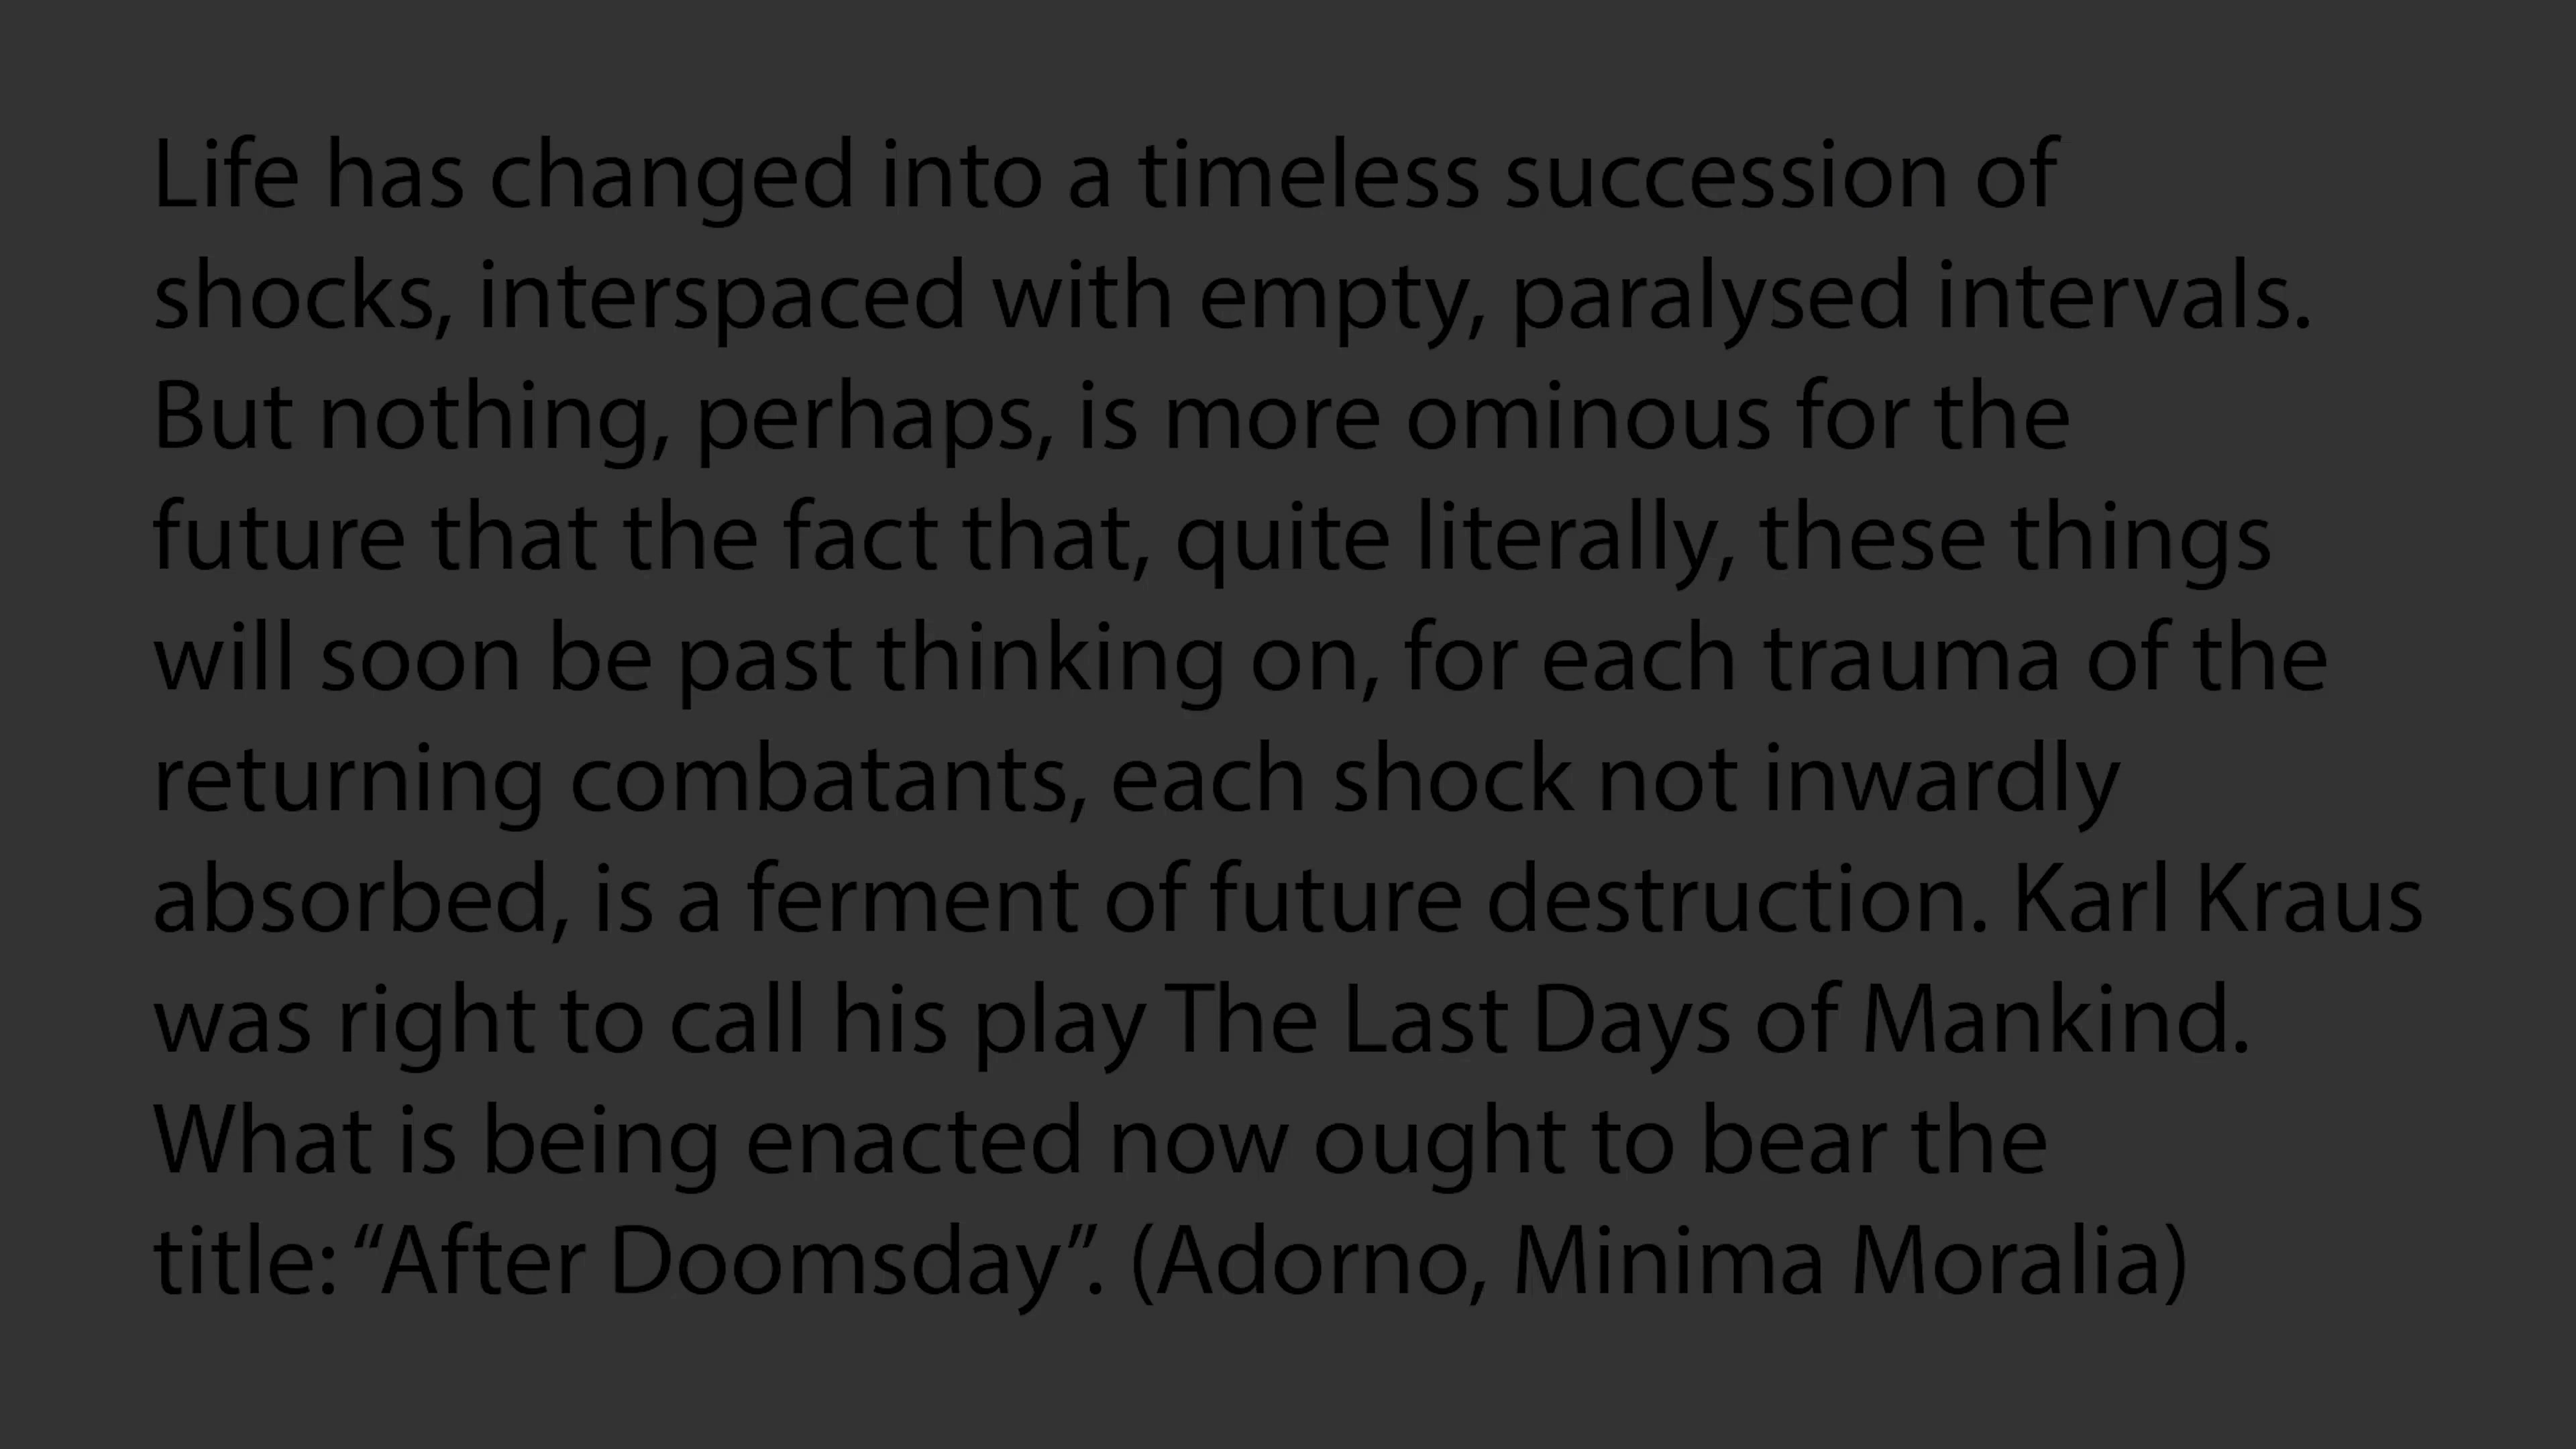 Life has changed into a timeless succession of
shocks, interspaced with empty, paralysed intervals.
But nothing, perhaps, is more ominous for the
future that the fact that, quite literally, these things
will soon be past thinking on, for each trauma of the
returning combatants, each shock not inwardly
absorbed, is a ferment of future destruction. Karl Kraus
was right to call his play The Last Days of Mankind.
What is being enacted now ought to bear the
title: “After Doomsday”. (Adorno, Minima Moralia)